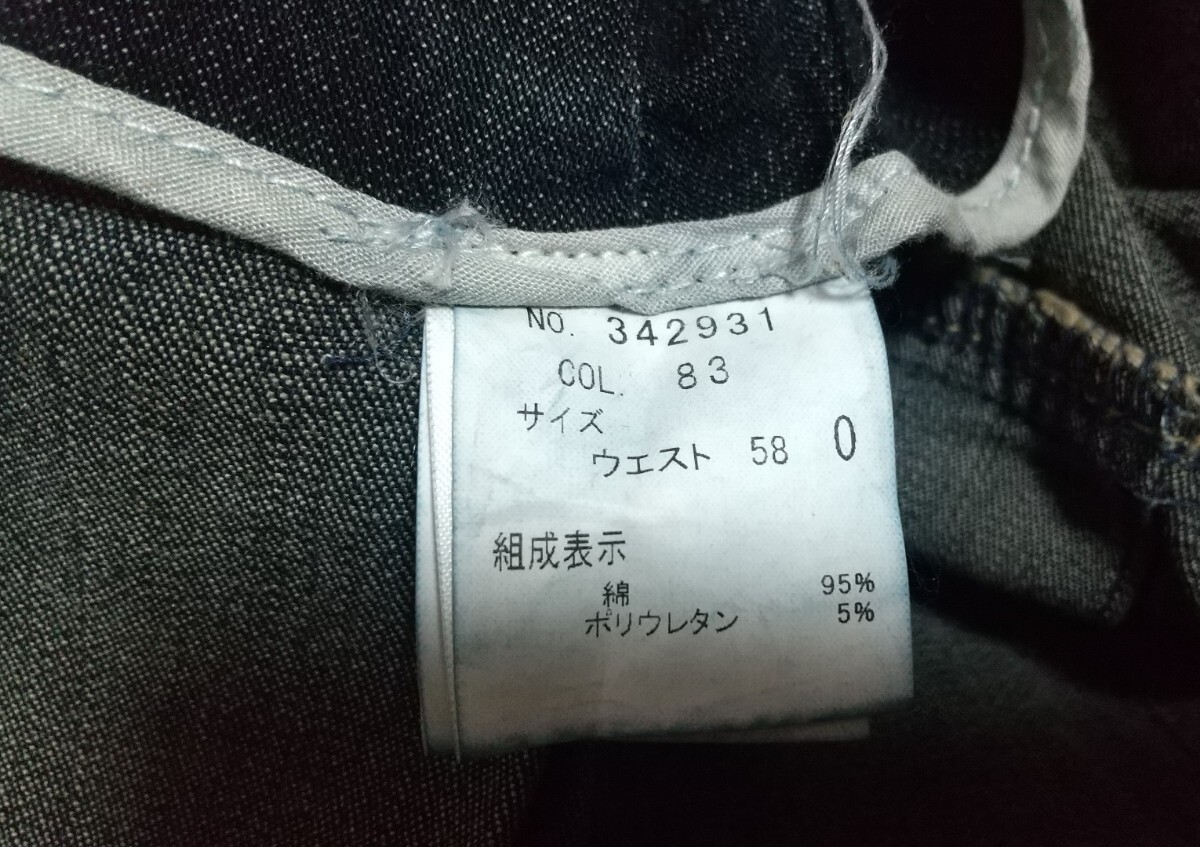 No. 342931
COL. 83
サイズ
ウエスト 58 0
組成表示
綿 95%
ポリウレタン 5%